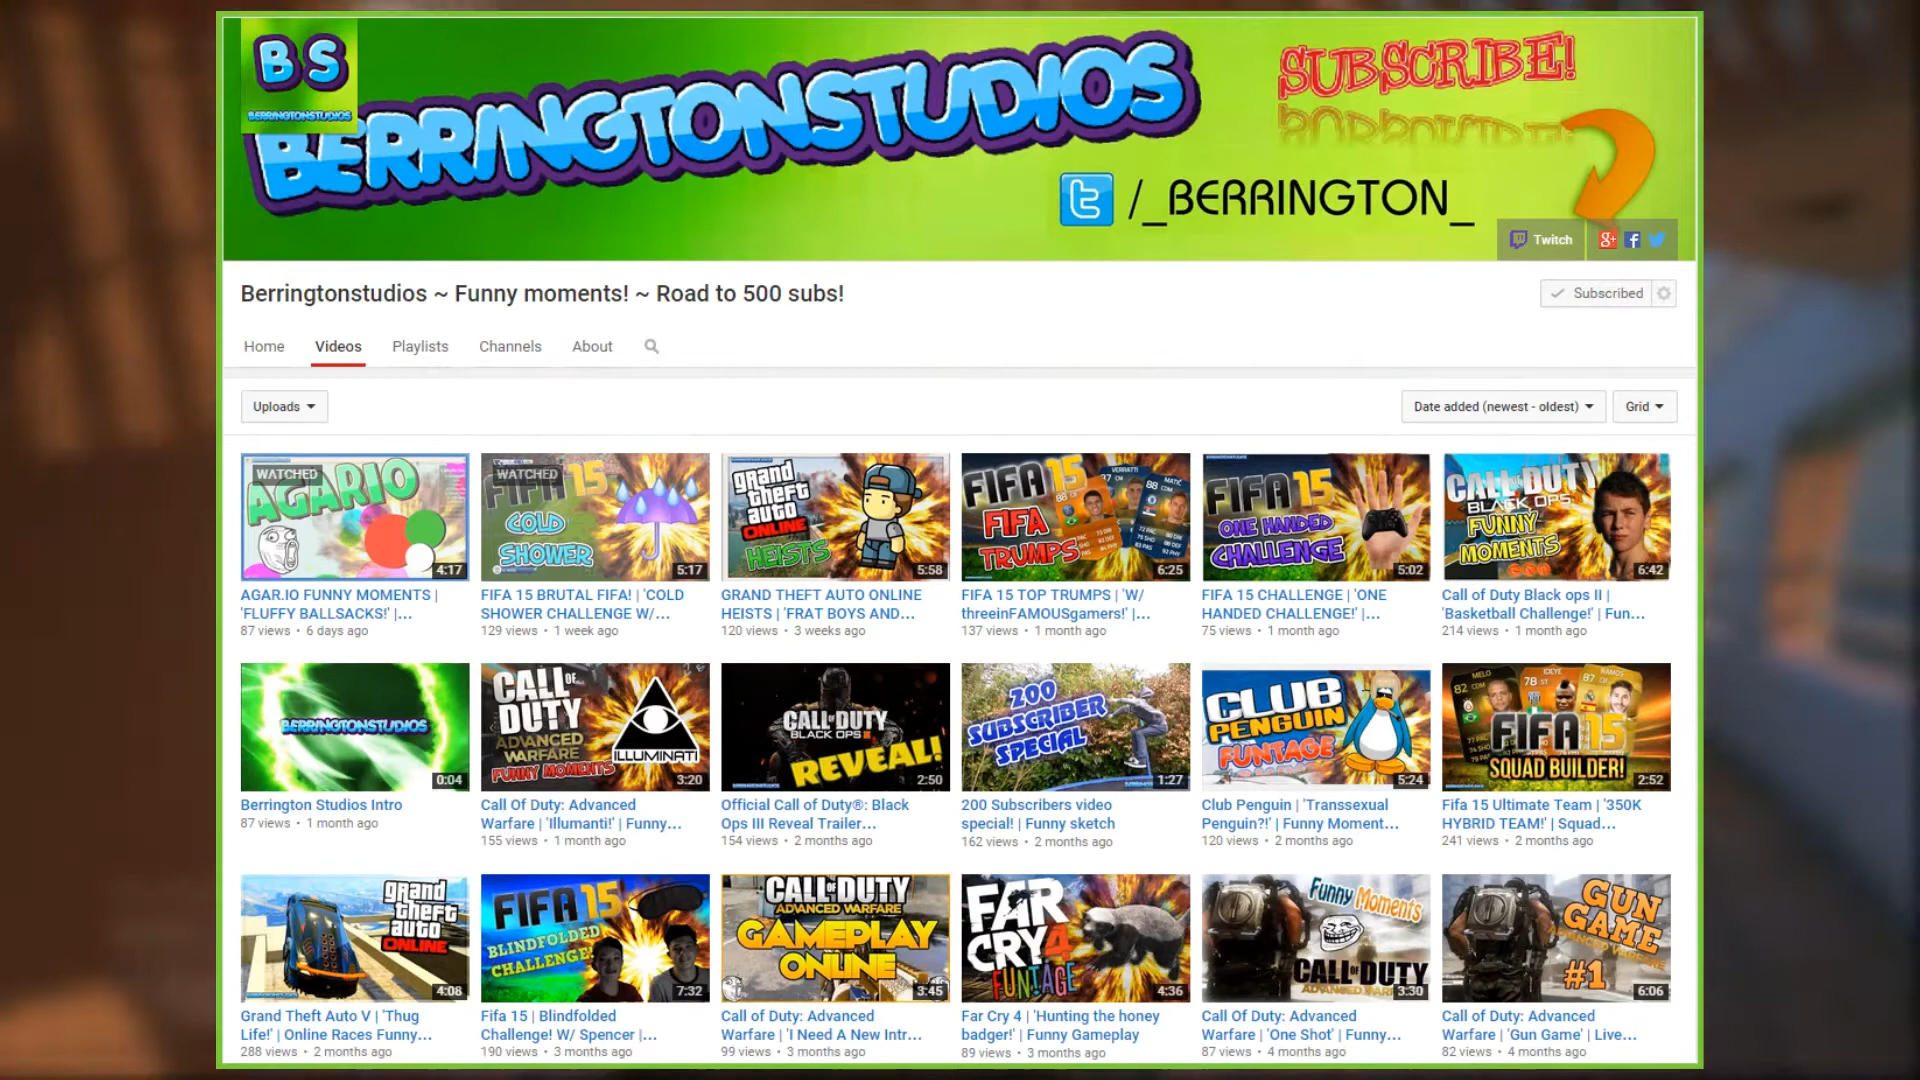 BS
BERRINGTONSTUDIOS
BERRINGTONSTUDIOS
SUBSCRIBE!
/_BERRINGTON_
Twitch
Berringtonstudios ~ Funny moments! ~ Road to 500 subs!
Subscribed
Home
Videos
Playlists
Channels
About
Uploads
Date added (newest - oldest)
Grid
WATCHED
AGARIO
4:17
WATCHED
FIFA 15
COLD
SHOWER
5:17
grand
theft
auto
ONLINE
HEISTS
5:58
FIFA 15
FIFA
TRUMPS
6:25
FIFA 15
ONE HANDED
CHALLENGE
5:02
CALL OF DUTY
BLACK OPS
FUNNY
MOMENTS
6:42
AGAR.IO FUNNY MOMENTS |
'FLUFFY BALLSACKS!' |...
87 views • 6 days ago
FIFA 15 BRUTAL FIFA! | 'COLD
SHOWER CHALLENGE W/...
129 views • 1 week ago
GRAND THEFT AUTO ONLINE
HEISTS | 'FRAT BOYS AND...
120 views • 3 weeks ago
FIFA 15 TOP TRUMPS | 'W/
threeinFAMOUSgamers!' |...
137 views • 1 month ago
FIFA 15 CHALLENGE | 'ONE
HANDED CHALLENGE!' |...
75 views • 1 month ago
Call of Duty Black ops II |
'Basketball Challenge!' | Fun...
214 views • 1 month ago
BERRINGTONSTUDIOS
0:04
CALL OF
DUTY
ADVANCED
WARFARE
FUNNY MOMENTS
ILLUMINATI
3:20
CALL OF DUTY
BLACK OPS III
REVEAL!
2:50
200
SUBSCRIBER
SPECIAL
1:27
CLUB
PENGUIN
FUNTAGE
5:24
FIFA 15
SQUAD BUILDER!
2:52
Berrington Studios Intro
87 views • 1 month ago
Call Of Duty: Advanced
Warfare | 'Illumanti!' | Funny...
155 views • 1 month ago
Official Call of Duty®: Black
Ops III Reveal Trailer...
154 views • 2 months ago
200 Subscribers video
special! | Funny sketch
162 views • 2 months ago
Club Penguin | 'Transsexual
Penguin?!' | Funny Moment...
120 views • 2 months ago
Fifa 15 Ultimate Team | '350K
HYBRID TEAM!' | Squad...
241 views • 2 months ago
grand
theft
auto
ONLINE
4:08
FIFA 15
BLINDFOLDED
CHALLENGE!
7:32
CALL OF DUTY
ADVANCED WARFARE
GAMEPLAY
ONLINE
3:45
FAR
CRY 4
FUNTAGE
4:36
Funny Moments
CALL OF DUTY
ADVANCED WARFARE
3:30
GUN
GAME
ADVANCED WARFARE
#1
6:06
Grand Theft Auto V | 'Thug
Life!' | Online Races Funny...
288 views • 2 months ago
Fifa 15 | Blindfolded
Challenge! W/ Spencer |...
190 views • 3 months ago
Call of Duty: Advanced
Warfare | 'I Need A New Intr...
99 views • 3 months ago
Far Cry 4 | 'Hunting the honey
badger!' | Funny Gameplay
89 views • 3 months ago
Call Of Duty: Advanced
Warfare | 'One Shot' | Funny...
87 views • 4 months ago
Call of Duty: Advanced
Warfare | 'Gun Game' | Live...
82 views • 4 months ago